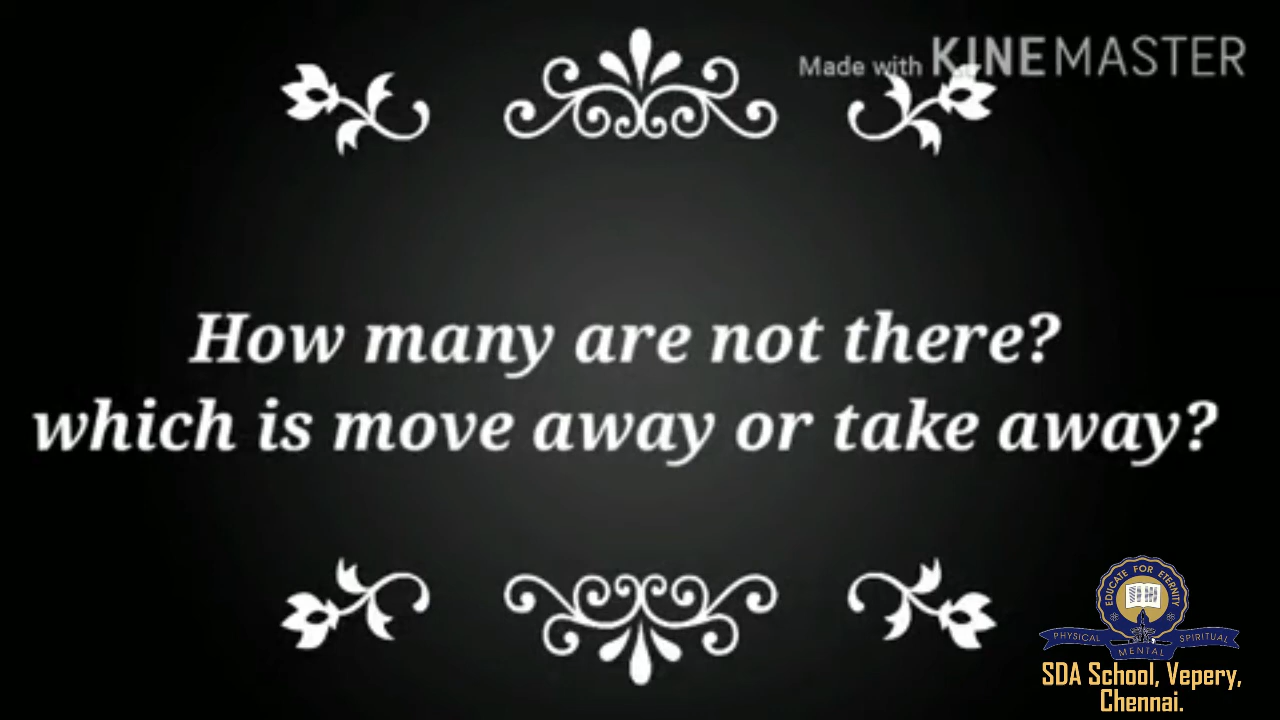 Made with KINEMASTER
How many are not there?
which is move away or take away?
EDUCATE FOR ETERNITY
PHYSICAL MENTAL SPIRITUAL
SDA School, Vepery,
Chennai.